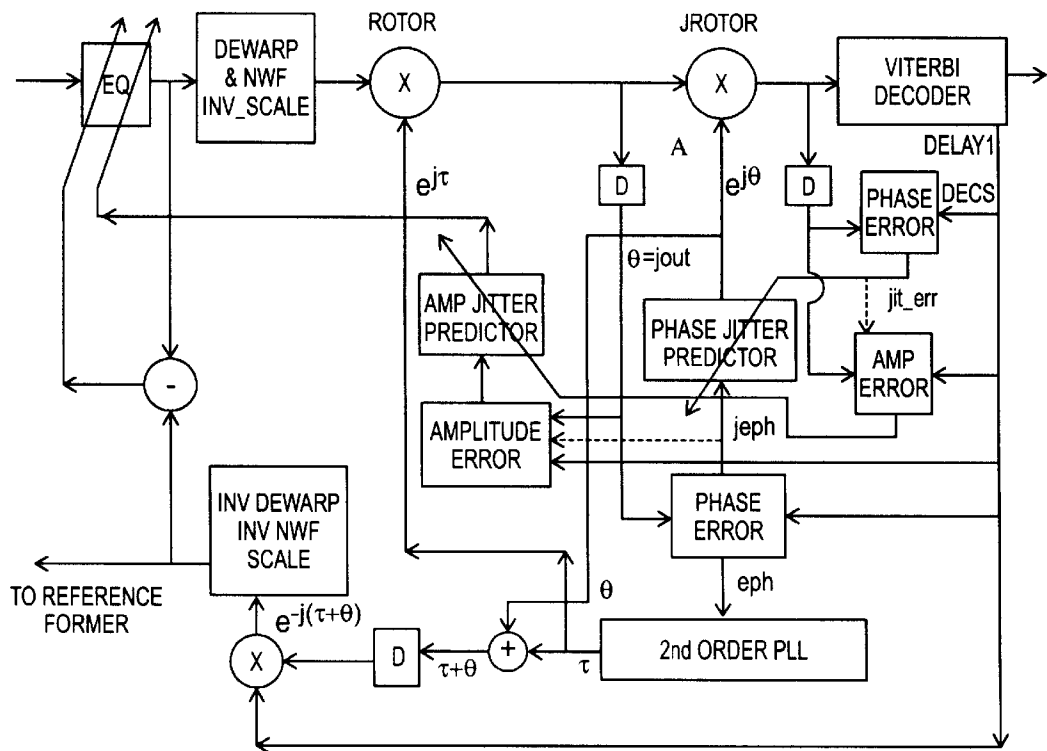 ROTOR
JROTOR
EQ
DEWARP
& NWF
INV_SCALE
X
X
VITERBI
DECODER
DELAY1
A
e^jτ
D
e^jθ
D
PHASE
ERROR
DECS
θ=jout
AMP JITTER
PREDICTOR
PHASE JITTER
PREDICTOR
jit_err
AMP
ERROR
-
AMPLITUDE
ERROR
jeph
INV DEWARP
INV NWF
SCALE
PHASE
ERROR
TO REFERENCE
FORMER
eph
θ
e^-j(τ+θ)
X
D
τ+θ
+
τ
2nd ORDER PLL